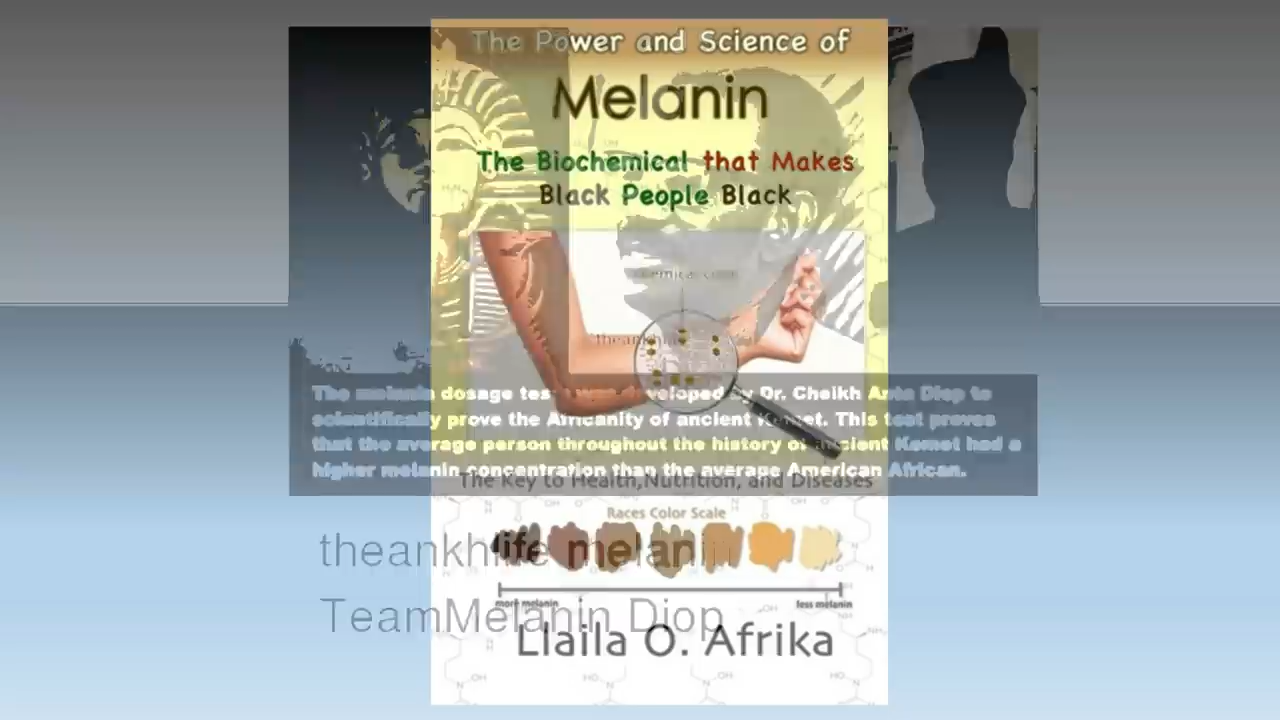 The Power and Science of
Melanin
The Biochemical that Makes
Black People Black
chemical.com
The melanin dosage test was developed by Dr. Cheikh Anta Diop to
scientifically prove the Africanity of ancient Kemet. This test proves
that the average person throughout the history of ancient Kemet had a
higher melanin concentration than the average American African.
The Key to Health, Nutrition, and Diseases
Races Color Scale
theankhlife melanin
more melanin
less melanin
TeamMelanin Diop
Llaila O. Afrika